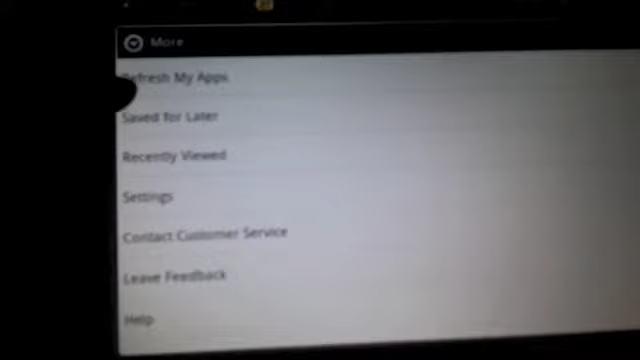 More
Refresh My Apps
Saved for Later
Recently Viewed
Settings
Contact Customer Service
Leave Feedback
Help